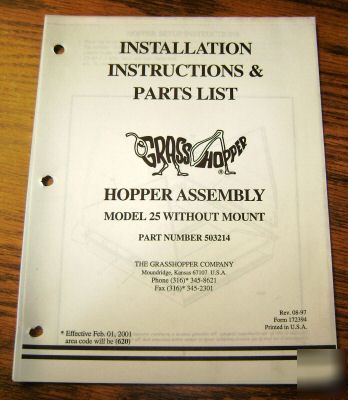 INSTALLATION
INSTRUCTIONS &
PARTS LIST
GRASSHOPPER®
HOPPER ASSEMBLY
MODEL 25 WITHOUT MOUNT
PART NUMBER 503214
THE GRASSHOPPER COMPANY
Moundridge, Kansas 67107 U.S.A.
Phone (316)* 345-8621
Fax (316)* 345-2301
Rev. 08-97
Form 172394
Printed in U.S.A.
* Effective Feb. 01, 2001
area code will be (620)